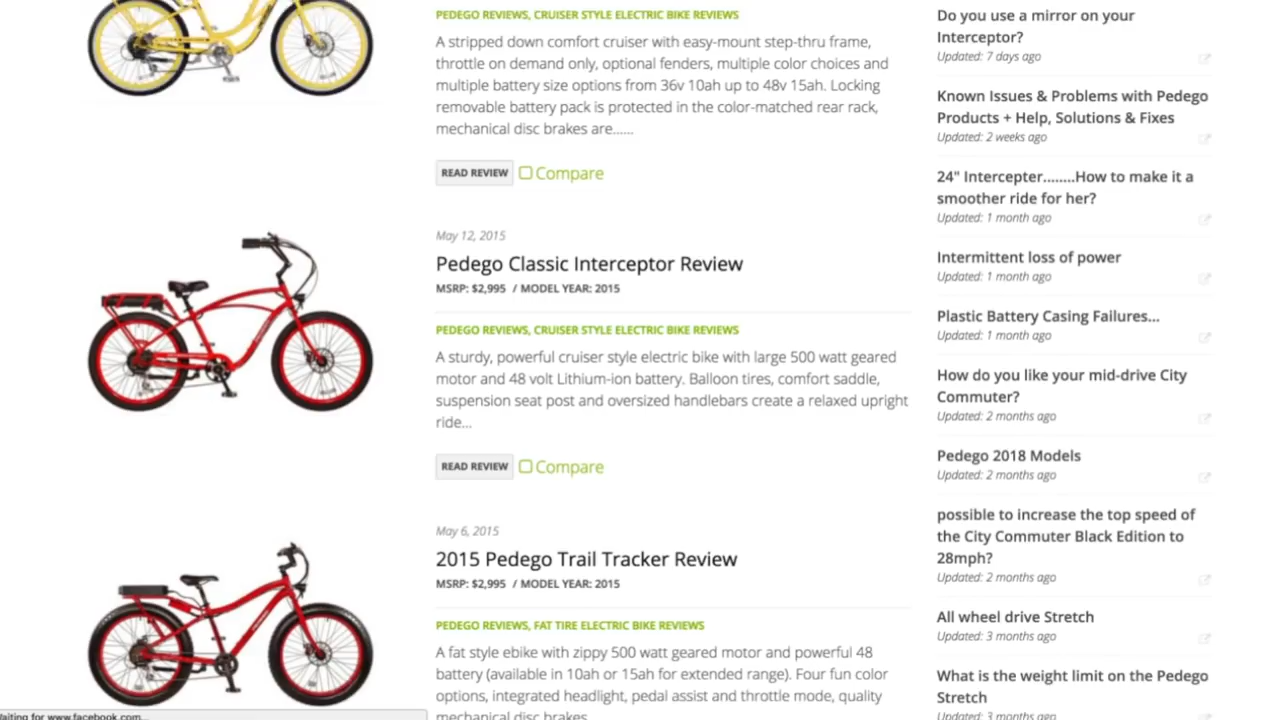 PEDEGO REVIEWS, CRUISER STYLE ELECTRIC BIKE REVIEWS
A stripped down comfort cruiser with easy-mount step-thru frame,
throttle on demand only, optional fenders, multiple color choices and
multiple battery size options from 36v 10ah up to 48v 15ah. Locking
removable battery pack is protected in the color-matched rear rack,
mechanical disc brakes are......
READ REVIEW Compare
May 12, 2015
Pedego Classic Interceptor Review
MSRP: $2,995 / MODEL YEAR: 2015
PEDEGO REVIEWS, CRUISER STYLE ELECTRIC BIKE REVIEWS
A sturdy, powerful cruiser style electric bike with large 500 watt geared
motor and 48 volt Lithium-ion battery. Balloon tires, comfort saddle,
suspension seat post and oversized handlebars create a relaxed upright
ride...
READ REVIEW Compare
May 6, 2015
2015 Pedego Trail Tracker Review
MSRP: $2,995 / MODEL YEAR: 2015
PEDEGO REVIEWS, FAT TIRE ELECTRIC BIKE REVIEWS
A fat style ebike with zippy 500 watt geared motor and powerful 48
battery (available in 10ah or 15ah for extended range). Four fun color
options, integrated headlight, pedal assist and throttle mode, quality
mechanical disc brakes
Do you use a mirror on your
Interceptor?
Updated: 7 days ago
Known Issues & Problems with Pedego
Products + Help, Solutions & Fixes
Updated: 2 weeks ago
24" Intercepter........How to make it a
smoother ride for her?
Updated: 1 month ago
Intermittent loss of power
Updated: 1 month ago
Plastic Battery Casing Failures...
Updated: 1 month ago
How do you like your mid-drive City
Commuter?
Updated: 2 months ago
Pedego 2018 Models
Updated: 2 months ago
possible to increase the top speed of
the City Commuter Black Edition to
28mph?
Updated: 2 months ago
All wheel drive Stretch
Updated: 3 months ago
What is the weight limit on the Pedego
Stretch
Updated: 3 months ago
Waiting for www.facebook.com...